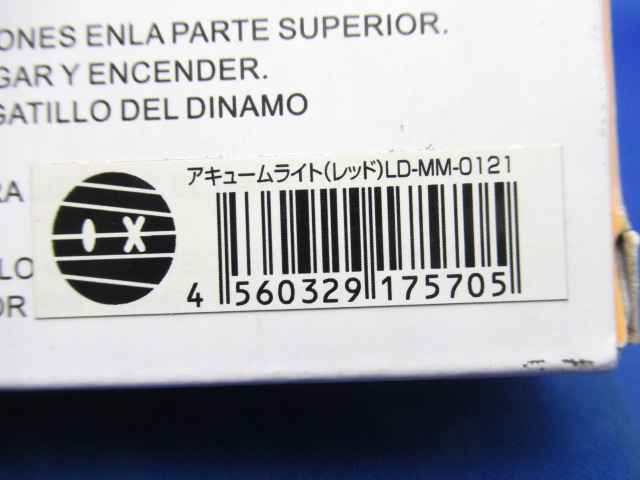 ONES ENLA PARTE SUPERIOR.
GAR Y ENCENDER.
GATILLO DEL DINAMO
RA
アキュームライト(レッド)LD-MM-0121
LO
OR
4 560329 175705